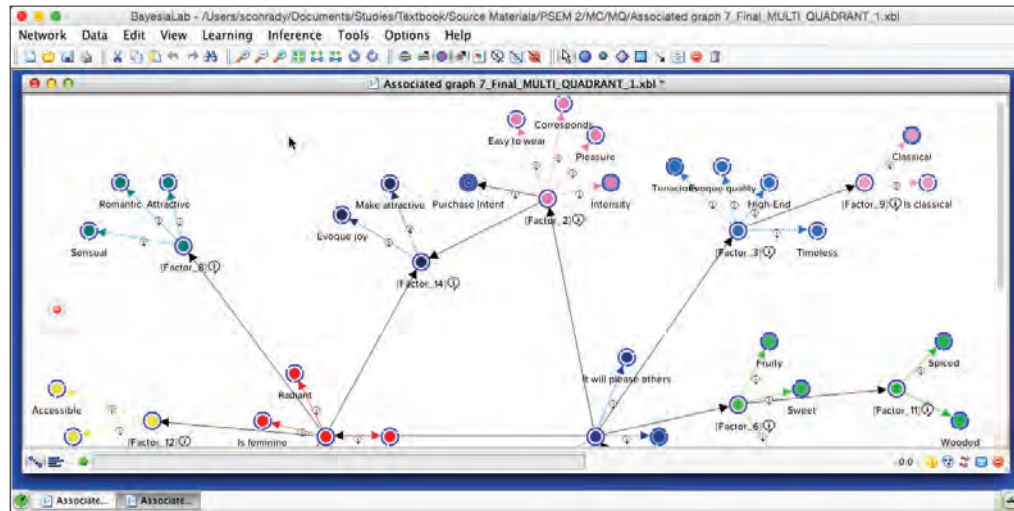 BayesiaLab - /Users/sconrady/Documents/Studies/Textbook/Source Materials/PSEM 2/MC/MQ/Associated graph 7_Final_MULTI_QUADRANT_1.xbl
Network Data Edit View Learning Inference Tools Options Help
Associated graph 7_Final_MULTI_QUADRANT_1.xbl *
Corresponds
Easy to wear
Pleasure
Classical
Romantic Attractive
Make attractive
Purchase Intent
Intensity
Tenacious Evoque quality
High-End
[Factor_9]
Is classical
Evoque joy
[Factor_2]
Sensual
[Factor_8]
[Factor_14]
[Factor_3]
Timeless
Fruity
Spiced
It will please others
Radiant
Accessible
Sweet
[Factor_11]
[Factor_12]
Is feminine
[Factor_6]
Wooded
Associate...
Associate...